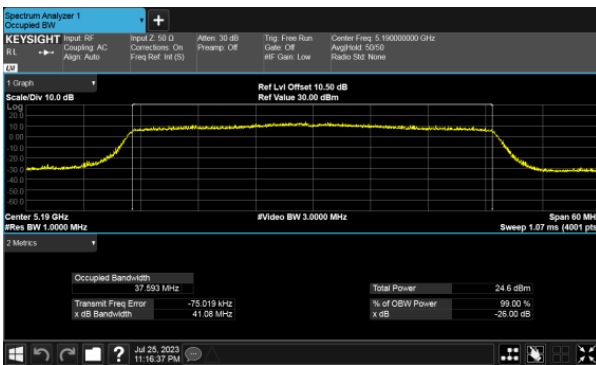 Spectrum Analyzer 1
Occupied BW
+
KEYSIGHT Input: RF Input Z: 50 Ω Atten: 30 dB Trig: Free Run Center Freq: 5.190000000 GHz
RL Coupling: AC Corrections: On Preamp: Off Gate: Off Avg|Hold: 50/50
Align: Auto Freq Ref: Int (S) #IF Gain: Low Radio Std: None
LXI
1 Graph
Ref Lvl Offset 10.50 dB
Scale/Div 10.0 dB Ref Value 30.00 dBm
Log
20.0
10.0
0.00
-10.0
-20.0
-30.0
-40.0
-50.0
-60.0
Center 5.19 GHz #Video BW 3.0000 MHz Span 60 MH
#Res BW 1.0000 MHz Sweep 1.07 ms (4001 pts
2 Metrics
Occupied Bandwidth
37.593 MHz Total Power 24.6 dBm
Transmit Freq Error -75.019 kHz % of OBW Power 99.00 %
x dB Bandwidth 41.08 MHz x dB -26.00 dB
? Jul 25, 2023
11:16:37 PM